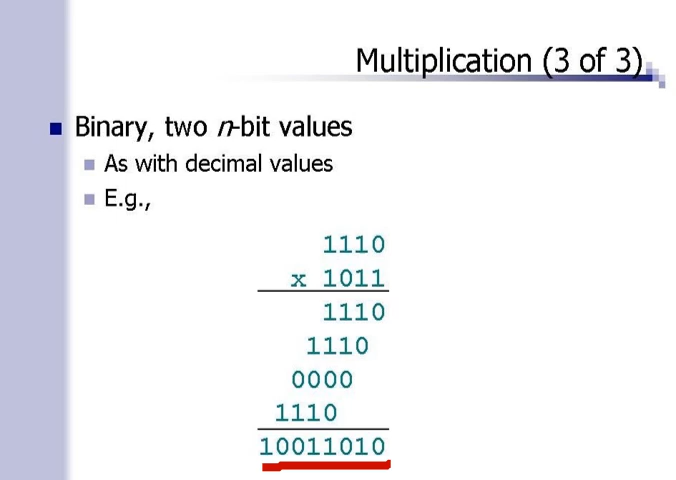 Multiplication (3 of 3)
Binary, two n-bit values
As with decimal values
E.g.,
1110
x 1011
1110
1110
0000
1110
10011010